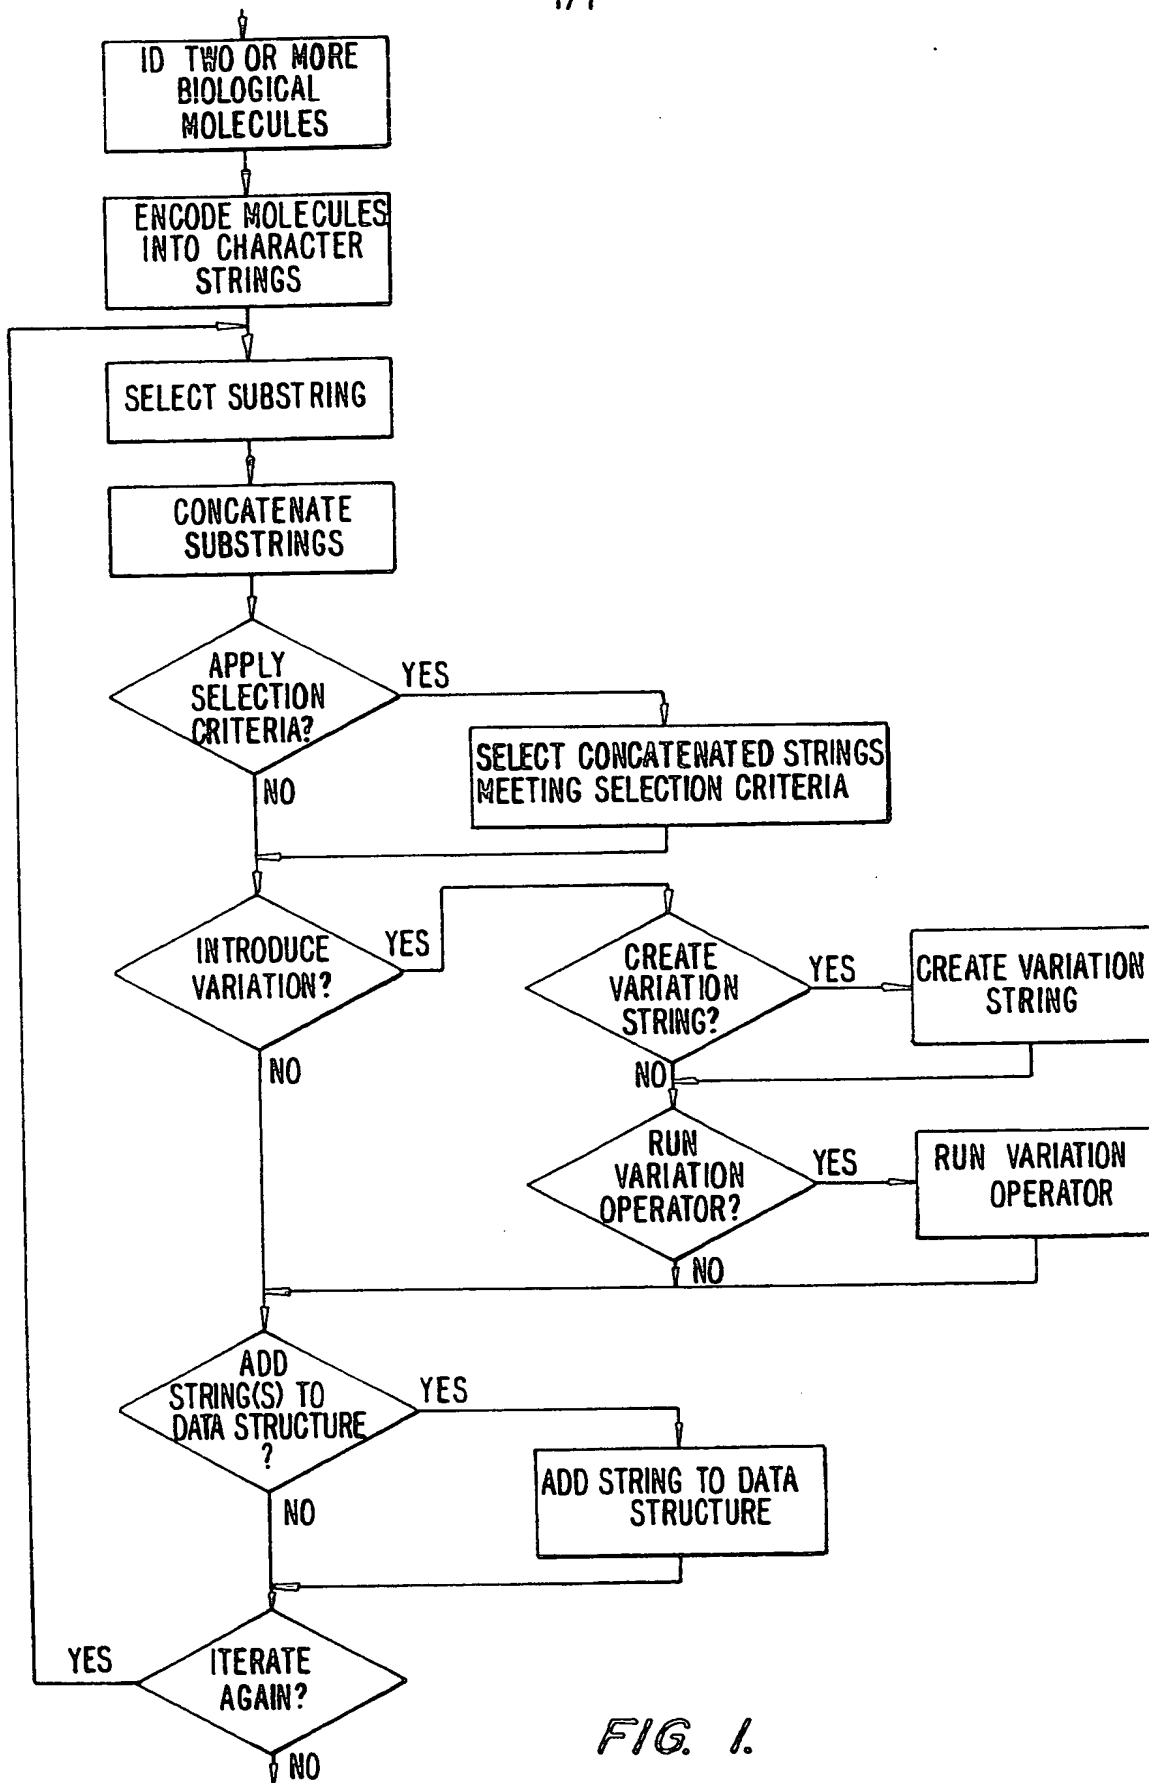 ID TWO OR MORE
BIOLOGICAL
MOLECULES
ENCODE MOLECULES
INTO CHARACTER
STRINGS
SELECT SUBSTRING
CONCATENATE
SUBSTRINGS
APPLY
SELECTION
CRITERIA?
YES
SELECT CONCATENATED STRINGS
MEETING SELECTION CRITERIA
NO
INTRODUCE
VARIATION?
YES
CREATE
VARIATION
STRING?
YES
CREATE VARIATION
STRING
NO
NO
RUN
VARIATION
OPERATOR?
YES
RUN VARIATION
OPERATOR
NO
ADD
STRING(S) TO
DATA STRUCTURE
?
YES
ADD STRING TO DATA
STRUCTURE
NO
ITERATE
AGAIN?
YES
NO
FIG. 1.